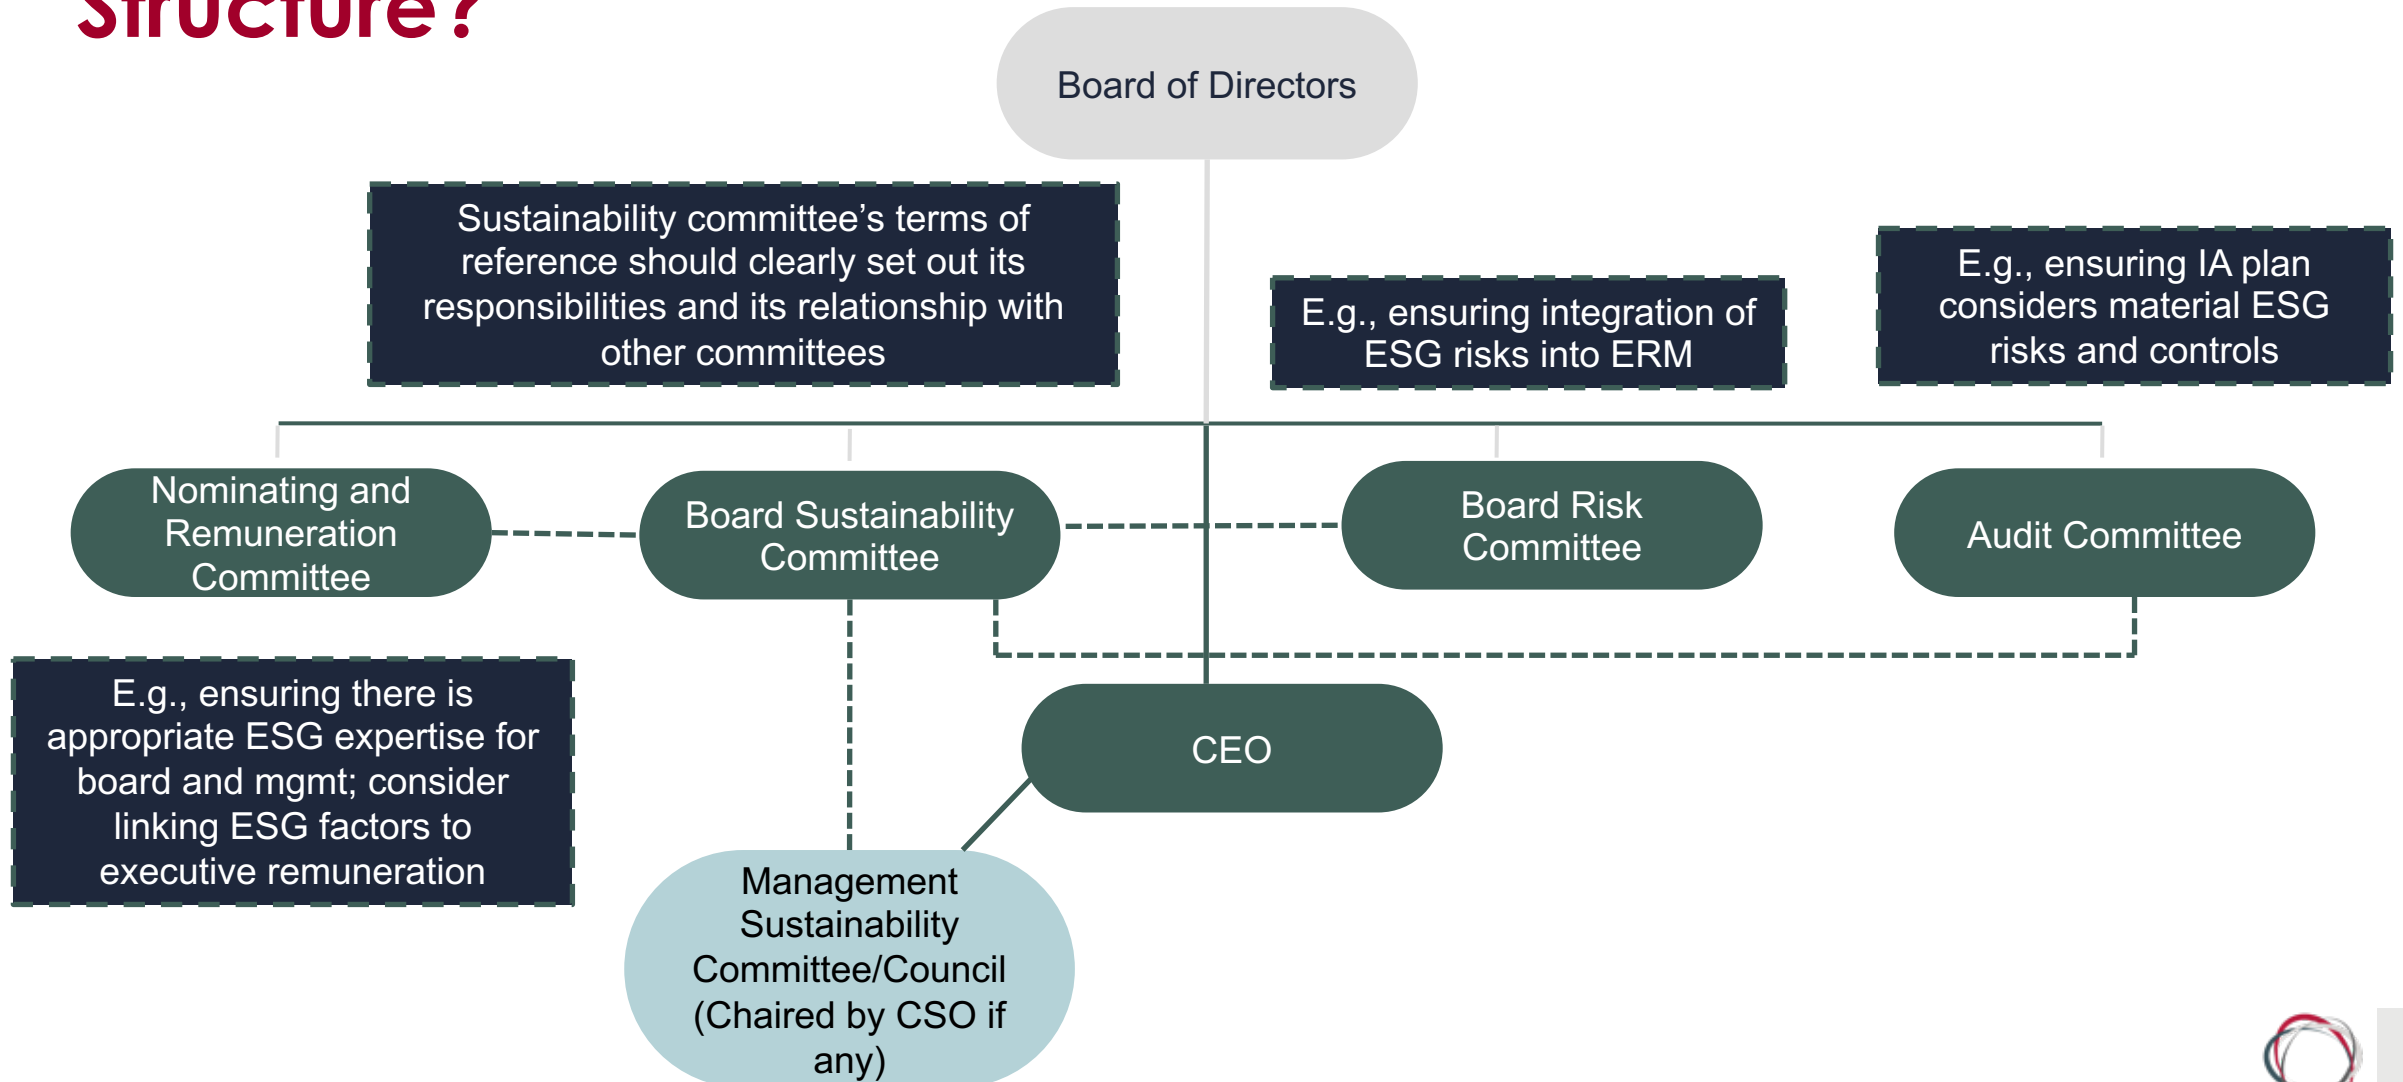 Structure?
Board of Directors
Sustainability committee’s terms of
reference should clearly set out its
responsibilities and its relationship with
other committees
E.g., ensuring integration of
ESG risks into ERM
E.g., ensuring IA plan
considers material ESG
risks and controls
Nominating and
Remuneration
Committee
Board Sustainability
Committee
Board Risk
Committee
Audit Committee
E.g., ensuring there is
appropriate ESG expertise for
board and mgmt; consider
linking ESG factors to
executive remuneration
CEO
Management
Sustainability
Committee/Council
(Chaired by CSO if
any)